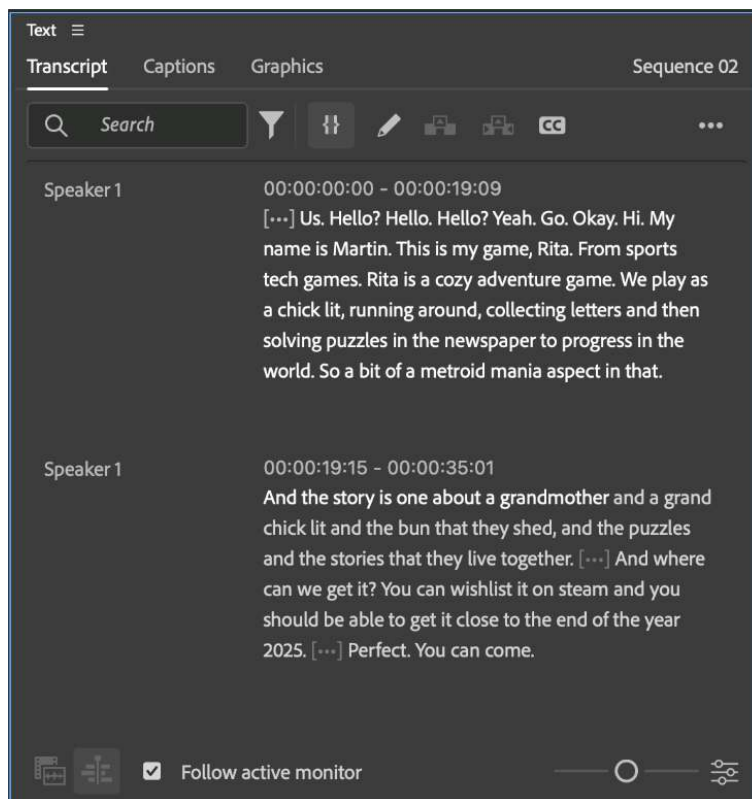 Text
Transcript Captions Graphics Sequence 02
Search CC
Speaker 1 00:00:00:00 - 00:00:19:09
[...] Us. Hello? Hello. Hello? Yeah. Go. Okay. Hi. My
name is Martin. This is my game, Rita. From sports
tech games. Rita is a cozy adventure game. We play as
a chick lit, running around, collecting letters and then
solving puzzles in the newspaper to progress in the
world. So a bit of a metroid mania aspect in that.
Speaker 1 00:00:19:15 - 00:00:35:01
And the story is one about a grandmother and a grand
chick lit and the bun that they shed, and the puzzles
and the stories that they live together. [...] And where
can we get it? You can wishlist it on steam and you
should be able to get it close to the end of the year
2025. [...] Perfect. You can come.
Follow active monitor